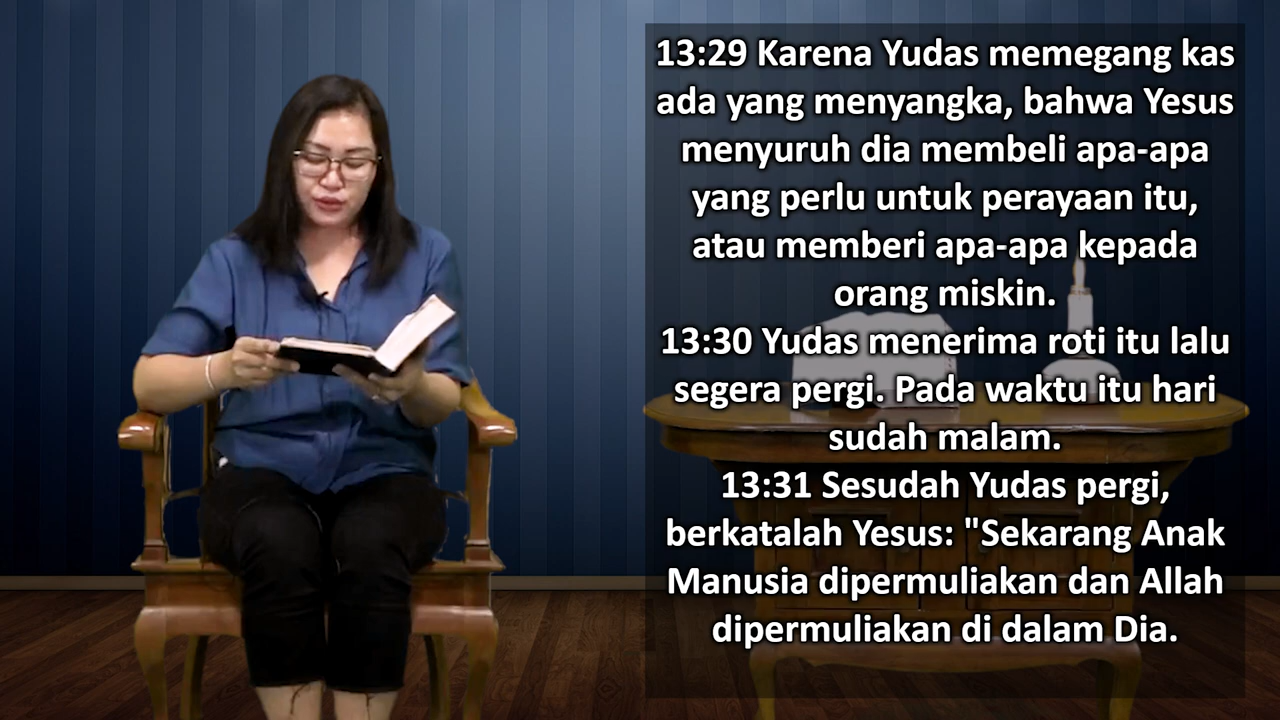 13:29 Karena Yudas memegang kas
ada yang menyangka, bahwa Yesus
menyuruh dia membeli apa-apa
yang perlu untuk perayaan itu,
atau memberi apa-apa kepada
orang miskin.
13:30 Yudas menerima roti itu lalu
segera pergi. Pada waktu itu hari
sudah malam.
13:31 Sesudah Yudas pergi,
berkatalah Yesus: "Sekarang Anak
Manusia dipermuliakan dan Allah
dipermuliakan di dalam Dia.